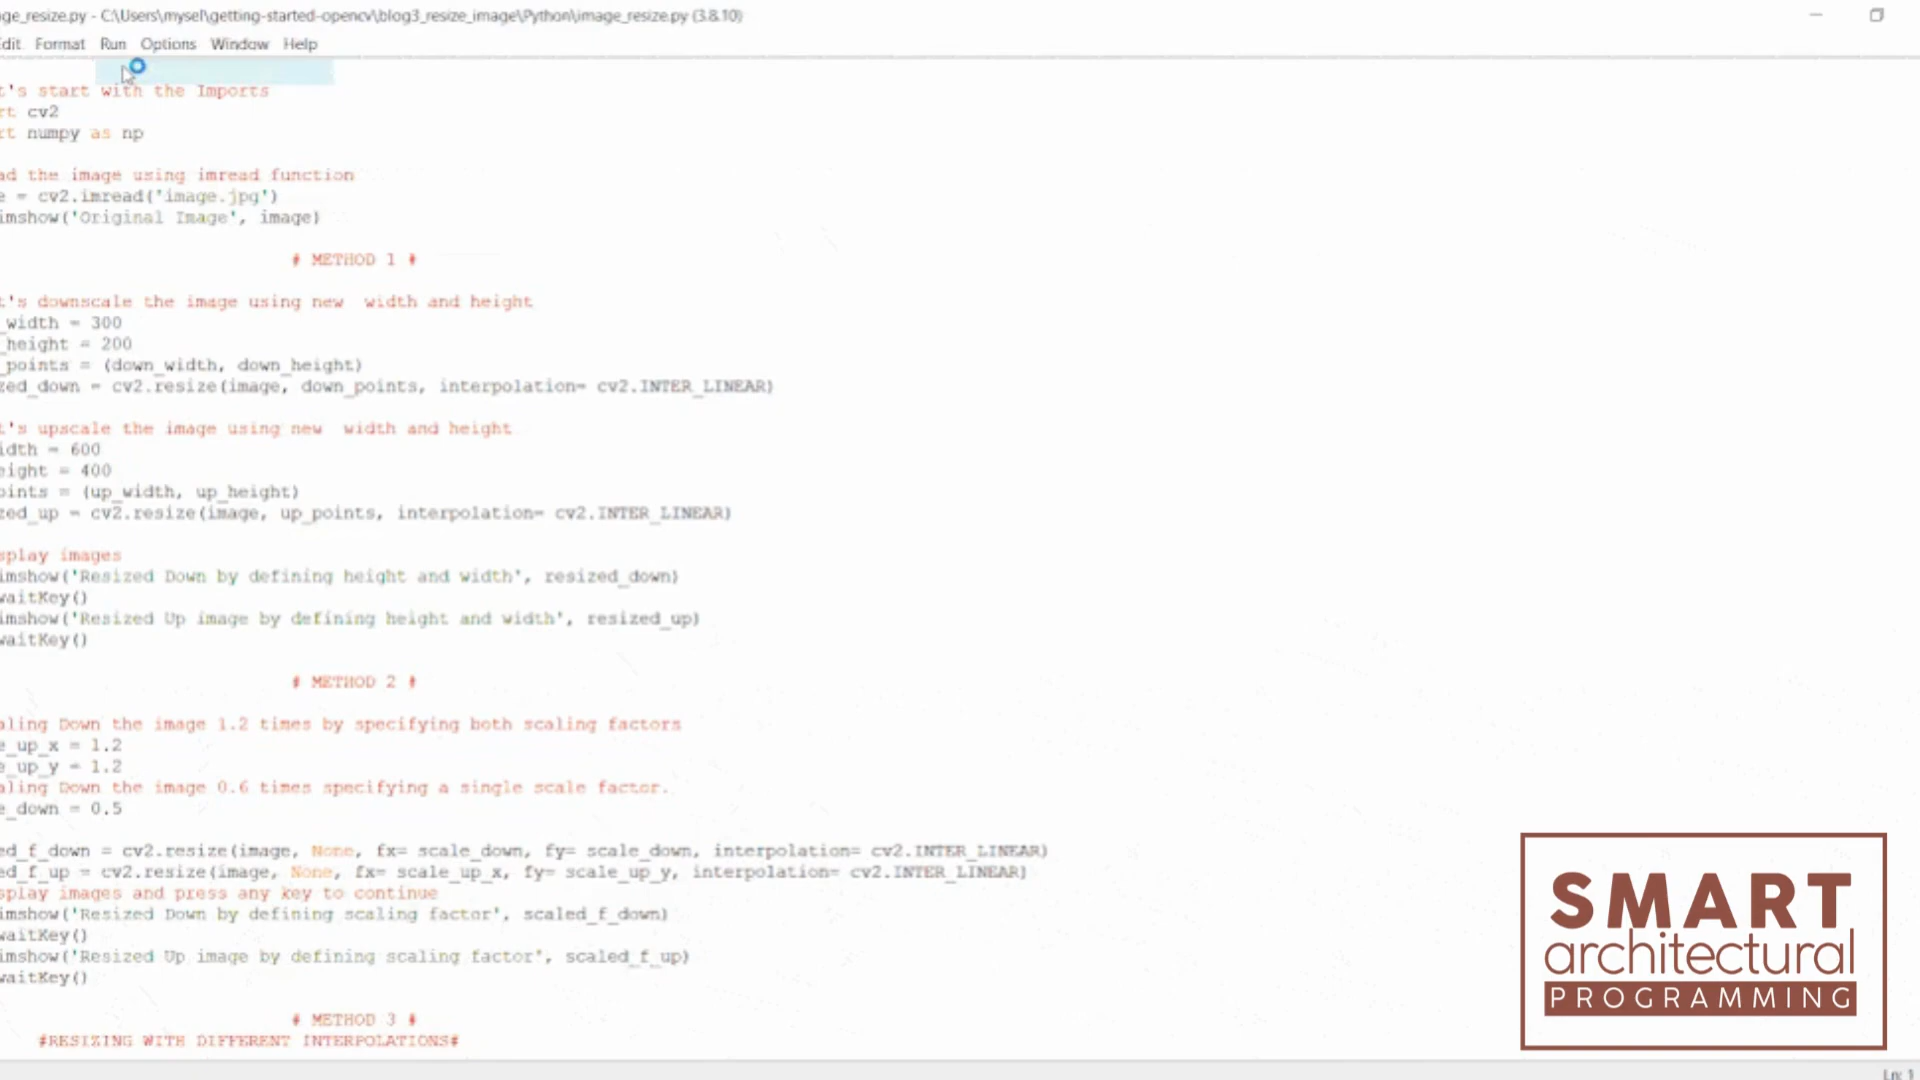 ge_resize.py - C:\Users\mysel\getting-started-opencv\blog3_resize_image\Python\image_resize.py (3.8.10)
dit Format Run Options Window Help
t's start with the Imports
rt cv2
rt numpy as np
ad the image using imread function
e = cv2.imread('image.jpg')
imshow('Original Image', image)
# METHOD 1 #
t's downscale the image using new  width and height
_width = 300
_height = 200
_points = (down_width, down_height)
zed_down = cv2.resize(image, down_points, interpolation= cv2.INTER_LINEAR)
t's upscale the image using new  width and height
idth = 600
eight = 400
oints = (up_width, up_height)
zed_up = cv2.resize(image, up_points, interpolation= cv2.INTER_LINEAR)
splay images
imshow('Resized Down by defining height and width', resized_down)
waitKey()
imshow('Resized Up image by defining height and width', resized_up)
waitKey()
# METHOD 2 #
aling Down the image 1.2 times by specifying both scaling factors
e_up_x = 1.2
e_up_y = 1.2
aling Down the image 0.6 times specifying a single scale factor.
e_down = 0.5
ed_f_down = cv2.resize(image, None, fx= scale_down, fy= scale_down, interpolation= cv2.INTER_LINEAR)
ed_f_up = cv2.resize(image, None, fx= scale_up_x, fy= scale_up_y, interpolation= cv2.INTER_LINEAR)
splay images and press any key to continue
imshow('Resized Down by defining scaling factor', scaled_f_down)
waitKey()
imshow('Resized Up image by defining scaling factor', scaled_f_up)
waitKey()
# METHOD 3 #
#RESIZING WITH DIFFERENT INTERPOLATIONS#
SMART
architectural
PROGRAMMING
Ln: 1